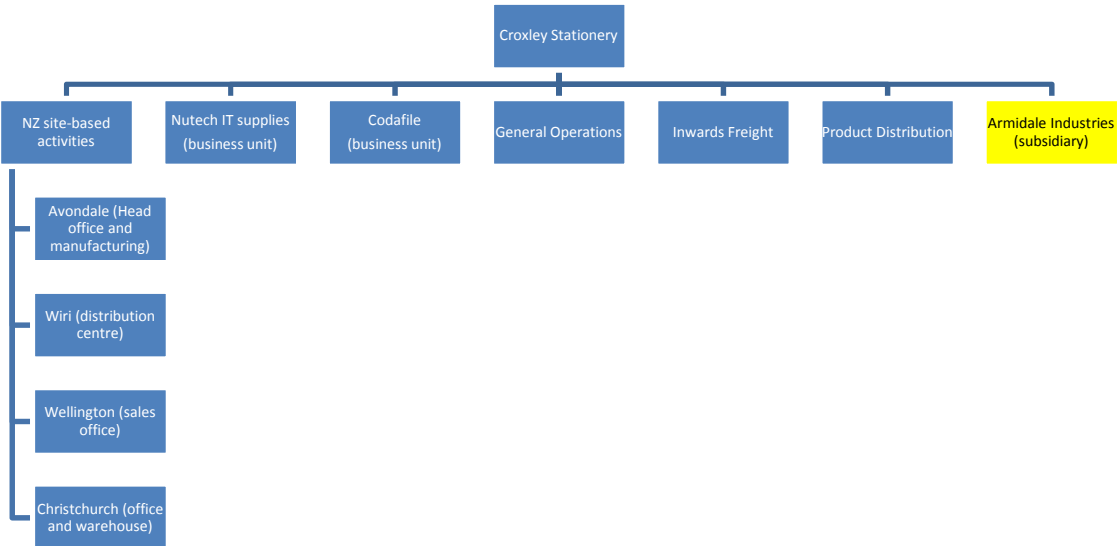 Croxley Stationery
NZ site-based
activities
Nutech IT supplies
(business unit)
Codafile
(business unit)
General Operations
Inwards Freight
Product Distribution
Armidale Industries
(subsidiary)
Avondale (Head
office and
manufacturing)
Wiri (distribution
centre)
Wellington (sales
office)
Christchurch (office
and warehouse)